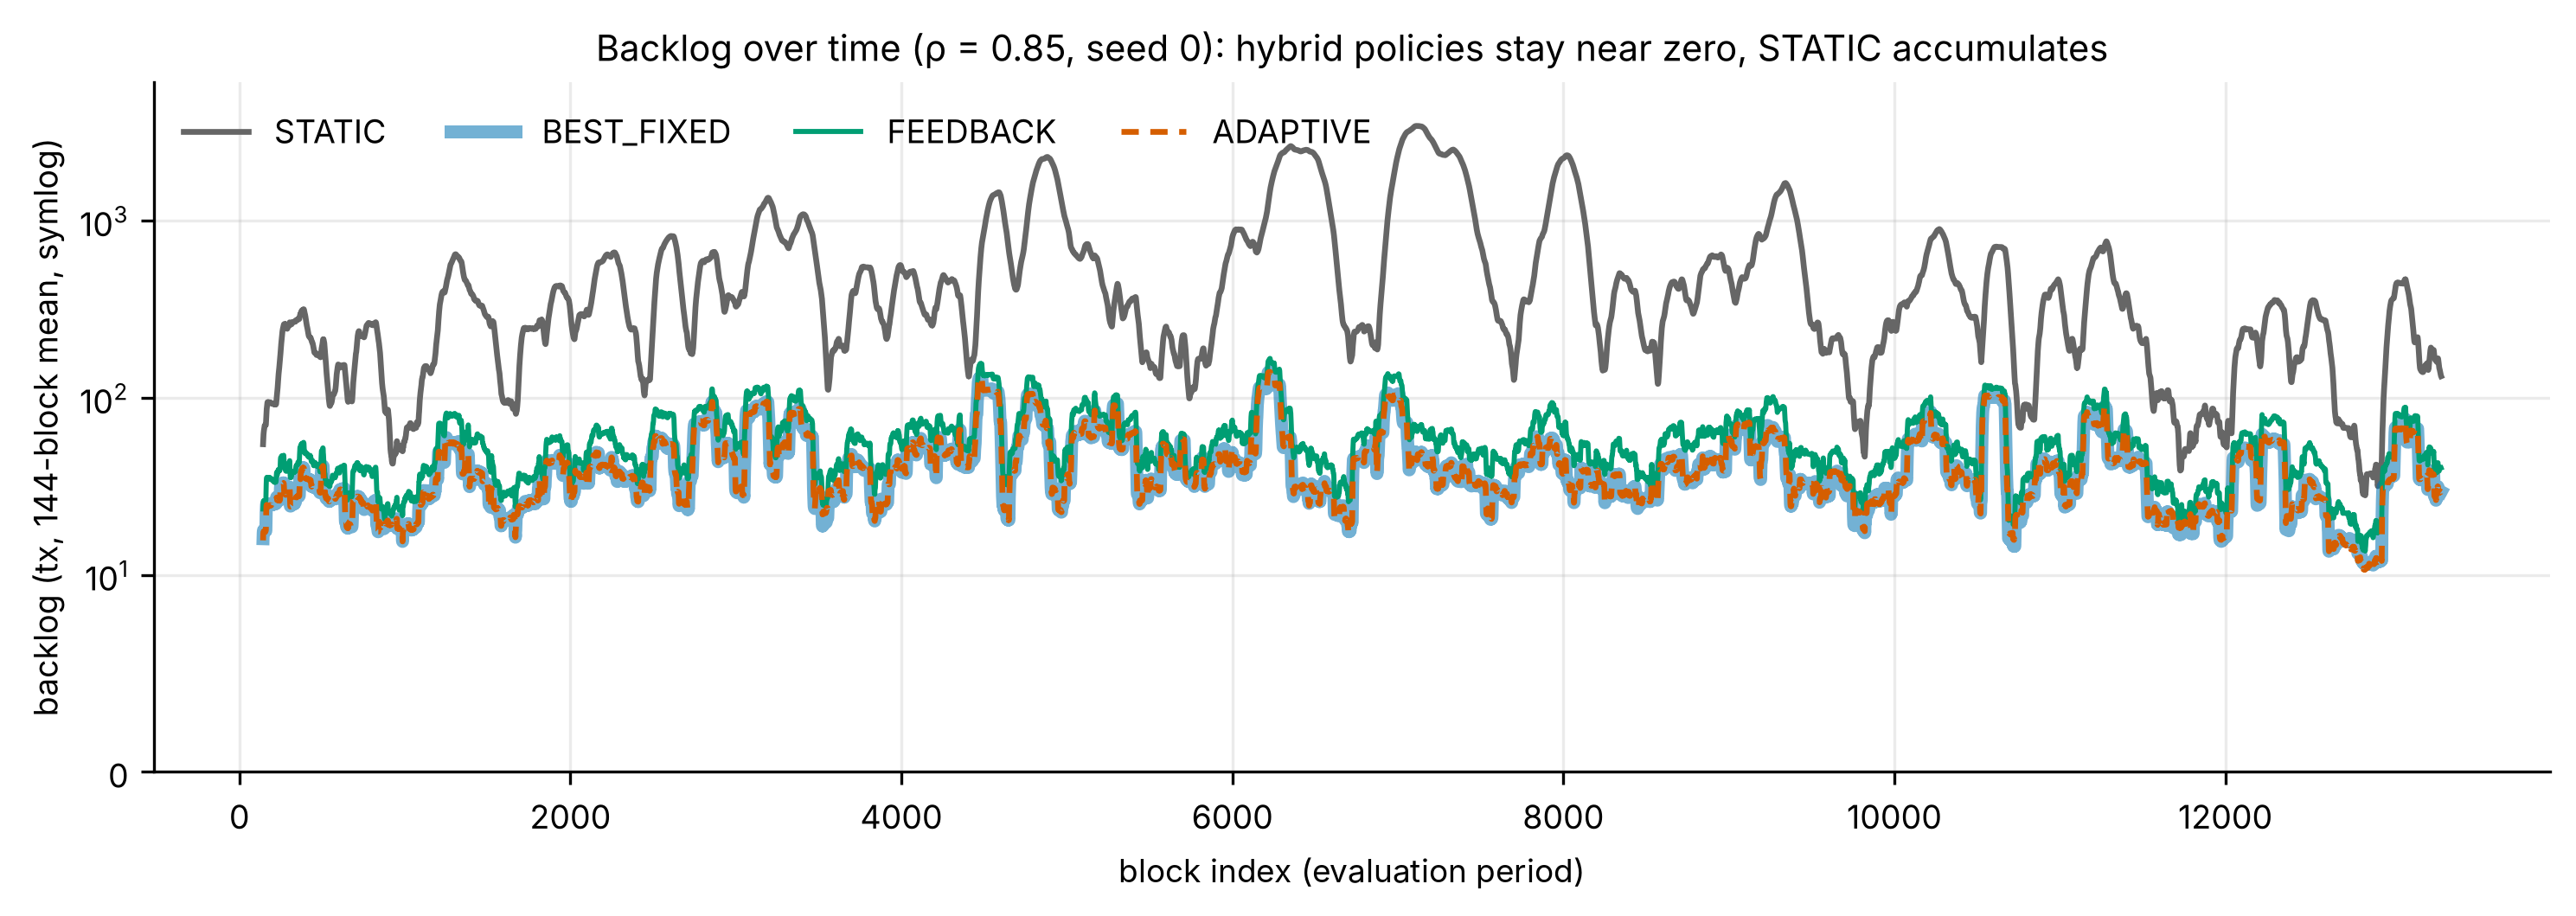 Backlog over time (ρ = 0.85, seed 0): hybrid policies stay near zero, STATIC accumulates
STATIC BEST_FIXED FEEDBACK ADAPTIVE
backlog (tx, 144-block mean, symlog)
10³
10²
10¹
0
0 2000 4000 6000 8000 10000 12000
block index (evaluation period)